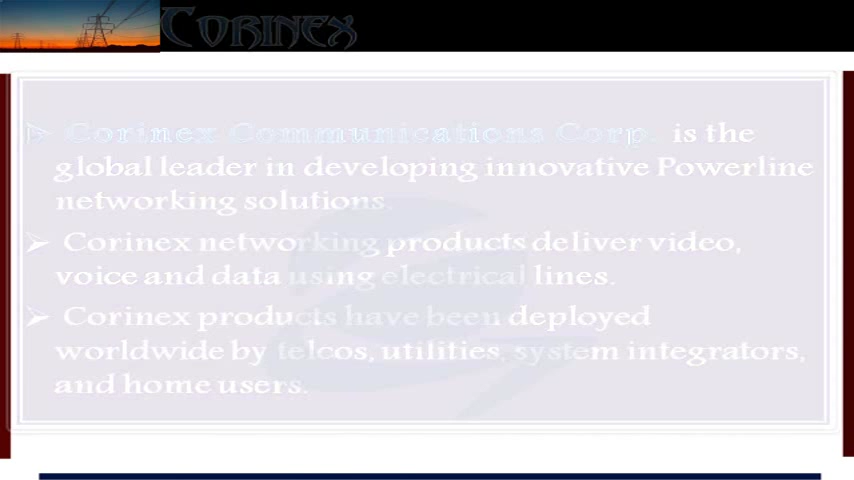 CORINEX
➢ Corinex Communications Corp. is the
global leader in developing innovative Powerline
networking solutions.
➢ Corinex networking products deliver video,
voice and data using electrical lines.
➢ Corinex products have been deployed
worldwide by telcos, utilities, system integrators,
and home users.